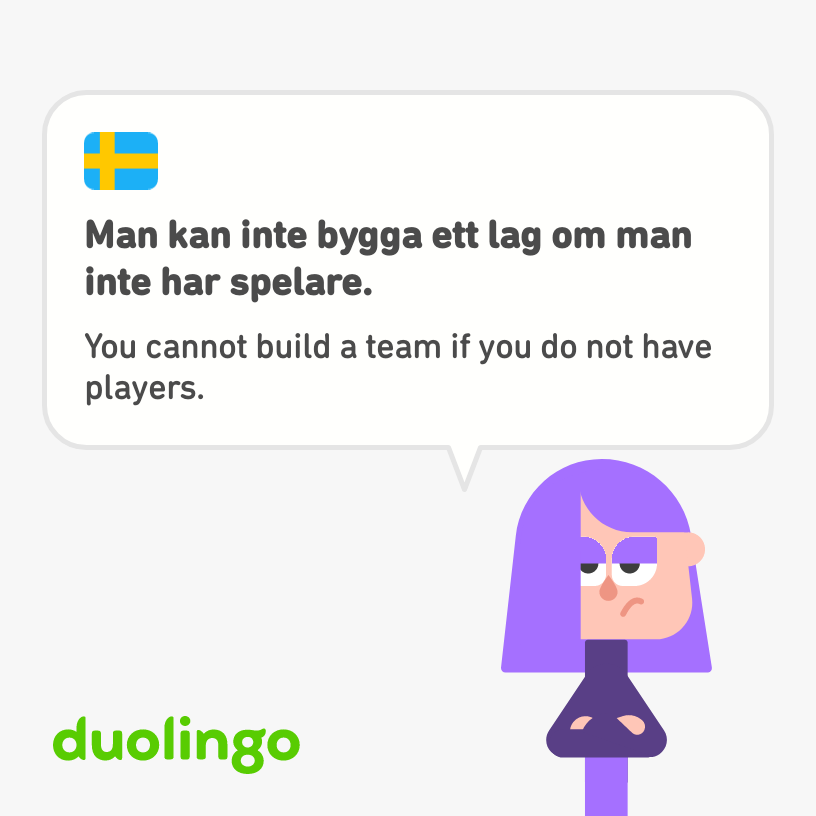 Man kan inte bygga ett lag om man
inte har spelare.
You cannot build a team if you do not have
players.
duolingo